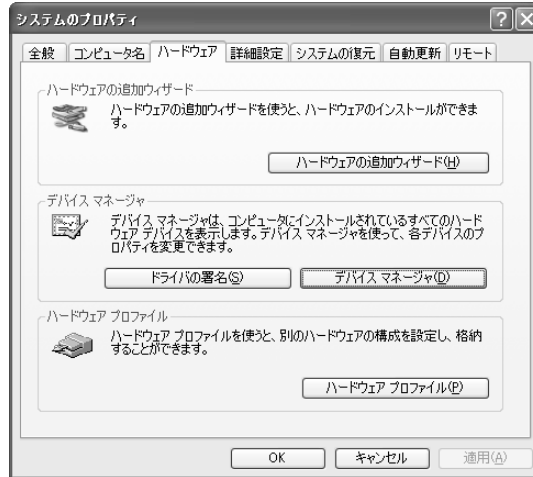 システムのプロパティ
全般 コンピュータ名 ハードウェア 詳細設定 システムの復元 自動更新 リモート
ハードウェアの追加ウィザード
ハードウェアの追加ウィザードを使うと、ハードウェアのインストールができま
す。
ハードウェアの追加ウィザード(H)
デバイス マネージャ
デバイス マネージャは、コンピュータにインストールされているすべてのハード
ウェア デバイスを表示します。デバイス マネージャを使って、各デバイスのプ
ロパティを変更できます。
ドライバの署名(S) デバイス マネージャ(D)
ハードウェア プロファイル
ハードウェア プロファイルを使うと、別のハードウェアの構成を設定し、格納
することができます。
ハードウェア プロファイル(P)
OK キャンセル 適用(A)